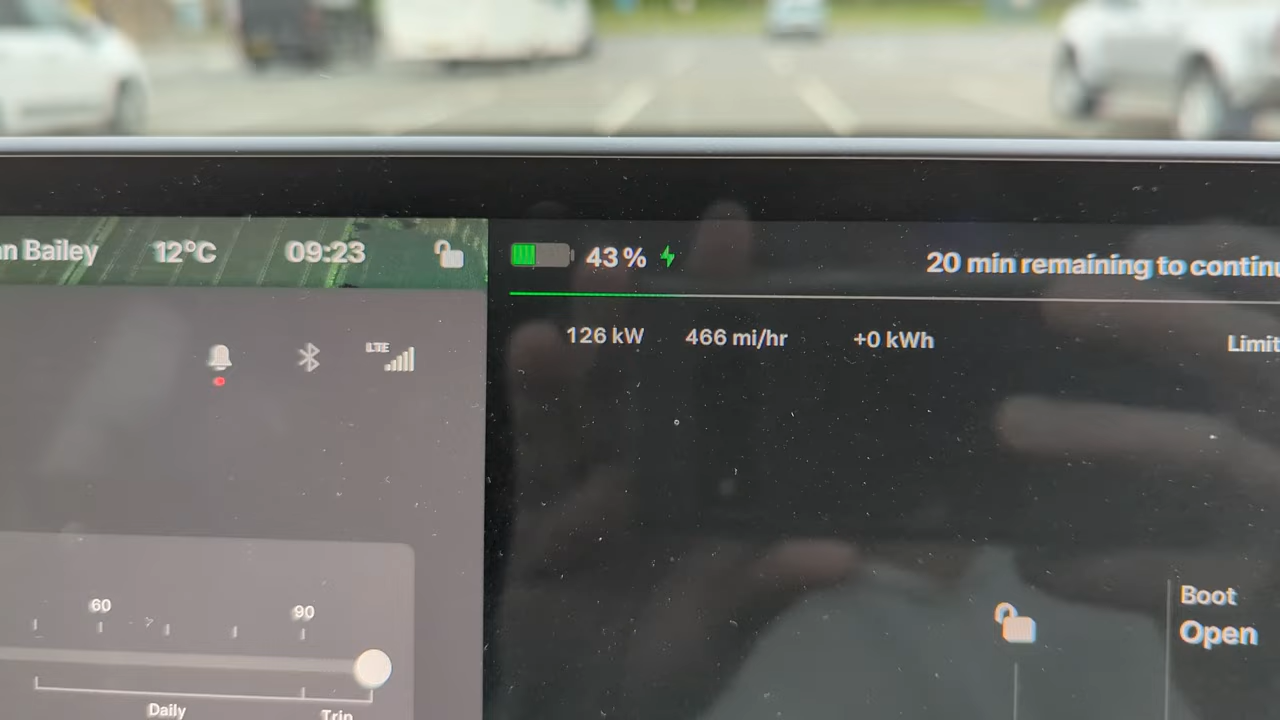 n Bailey 12°C 09:23
43% 20 min remaining to continu
126 kW 466 mi/hr +0 kWh Limit
LTE
60 90
Daily Trip
Boot
Open